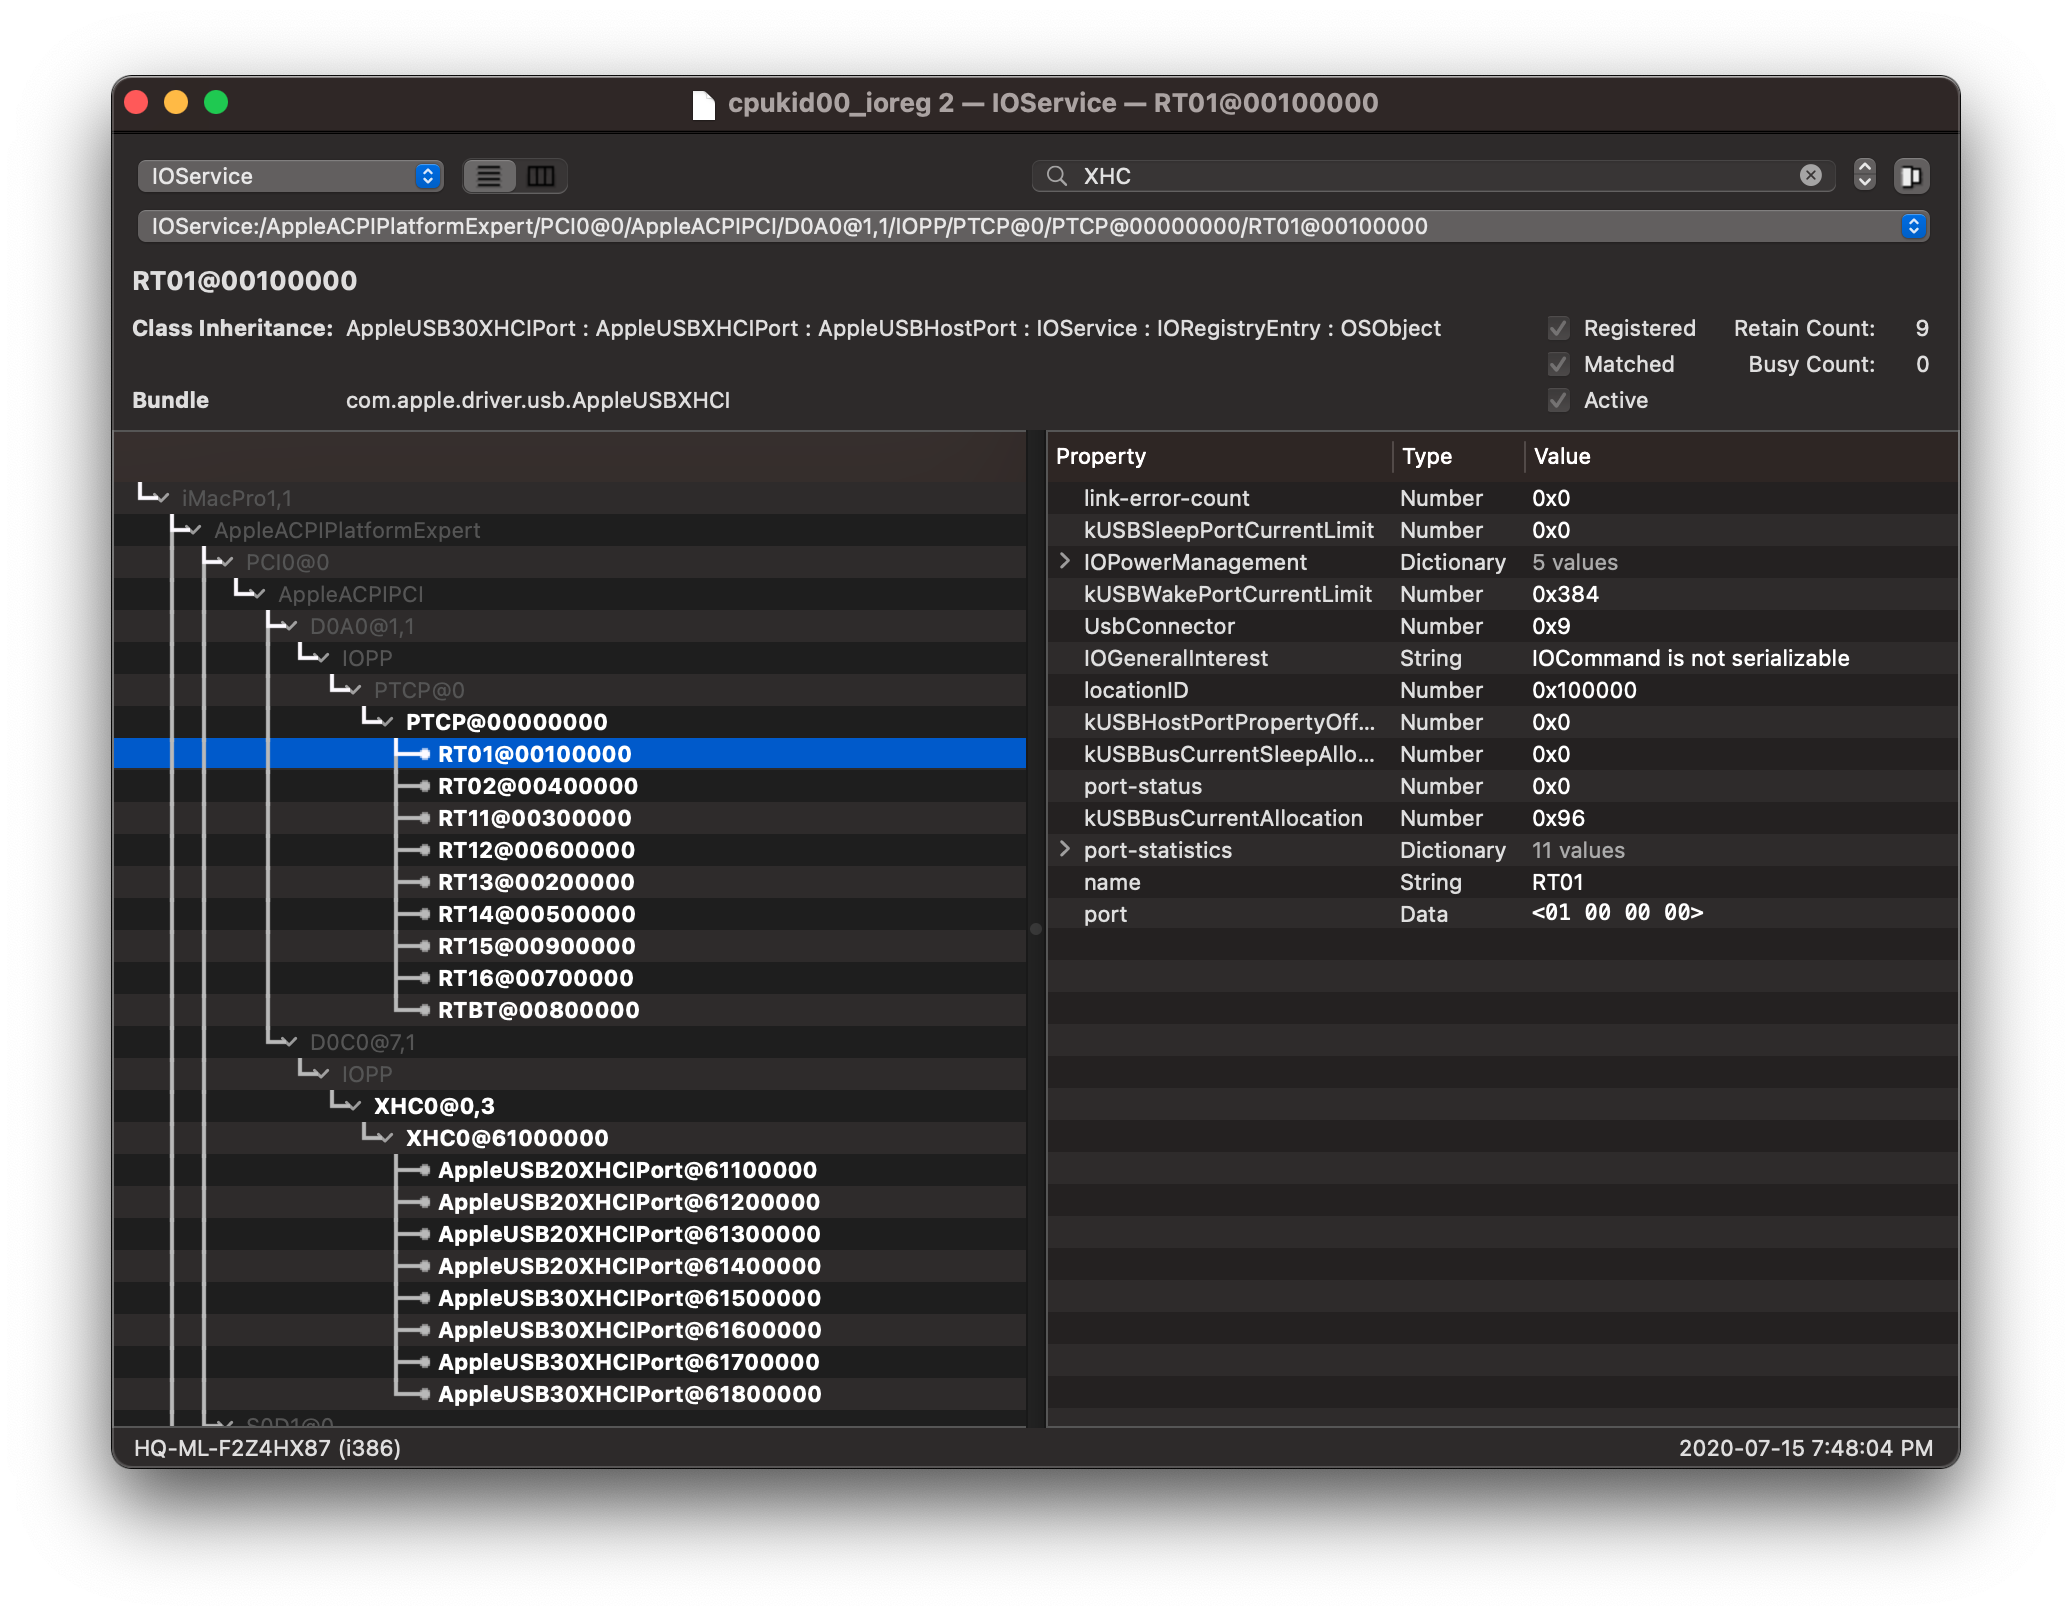 cpukid00_ioreg 2 — IOService — RT01@00100000
IOService
XHC
IOService:/AppleACPIPlatformExpert/PCI0@0/AppleACPIPCI/D0A0@1,1/IOPP/PTCP@0/PTCP@00000000/RT01@00100000
RT01@00100000
Class Inheritance: AppleUSB30XHCIPort : AppleUSBXHCIPort : AppleUSBHostPort : IOService : IORegistryEntry : OSObject
Registered Retain Count: 9
Matched Busy Count: 0
Bundle com.apple.driver.usb.AppleUSBXHCI
Active
iMacPro1,1
AppleACPIPlatformExpert
PCI0@0
AppleACPIPCI
D0A0@1,1
IOPP
PTCP@0
PTCP@00000000
RT01@00100000
RT02@00400000
RT11@00300000
RT12@00600000
RT13@00200000
RT14@00500000
RT15@00900000
RT16@00700000
RTBT@00800000
D0C0@7,1
IOPP
XHC0@0,3
XHC0@61000000
AppleUSB20XHCIPort@61100000
AppleUSB20XHCIPort@61200000
AppleUSB20XHCIPort@61300000
AppleUSB20XHCIPort@61400000
AppleUSB30XHCIPort@61500000
AppleUSB30XHCIPort@61600000
AppleUSB30XHCIPort@61700000
AppleUSB30XHCIPort@61800000
S0D1@0
Property Type Value
link-error-count Number 0x0
kUSBSleepPortCurrentLimit Number 0x0
IOPowerManagement Dictionary 5 values
kUSBWakePortCurrentLimit Number 0x384
UsbConnector Number 0x9
IOGeneralInterest String IOCommand is not serializable
locationID Number 0x100000
kUSBHostPortPropertyOff... Number 0x0
kUSBBusCurrentSleepAllo... Number 0x0
port-status Number 0x0
kUSBBusCurrentAllocation Number 0x96
port-statistics Dictionary 11 values
name String RT01
port Data <01 00 00 00>
HQ-ML-F2Z4HX87 (i386)
2020-07-15 7:48:04 PM